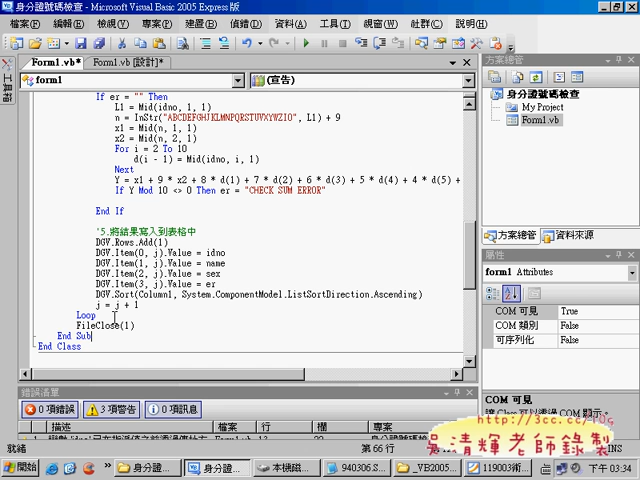 身分證號碼檢查 - Microsoft Visual Basic 2005 Express 版
檔案(F) 編輯(E) 檢視(V) 專案(P) 建置(B) 偵錯(D) 資料(A) 工具(T) 視窗(W) 社群(C) 說明(H)
工具箱
Form1.vb* Form1.vb [設計]*
form1 (宣告)
If er = "" Then
L1 = Mid(idno, 1, 1)
n = InStr("ABCDEFGHJKLMNPQRSTUVXYWZIO", L1) + 9
x1 = Mid(n, 1, 1)
x2 = Mid(n, 2, 1)
For i = 2 To 10
d(i - 1) = Mid(idno, i, 1)
Next
Y = x1 + 9 * x2 + 8 * d(1) + 7 * d(2) + 6 * d(3) + 5 * d(4) + 4 * d(5) +
If Y Mod 10 <> 0 Then er = "CHECK SUM ERROR"
End If
'5.將結果寫入到表格中
DGV.Rows.Add(1)
DGV.Item(0, j).Value = idno
DGV.Item(1, j).Value = name
DGV.Item(2, j).Value = sex
DGV.Item(3, j).Value = er
DGV.Sort(Column1, System.ComponentModel.ListSortDirection.Ascending)
j = j + 1
Loop
FileClose(1)
End Sub
End Class
方案總管
身分證號碼檢查
My Project
Form1.vb
方案總管 資料來源
屬性
form1 Attributes
COM 可見 True
COM 類別 False
可序列化 False
COM 可見
錯誤清單
0 項錯誤 3 項警告 0 項訊息
描述 檔案 行 欄 專案
就緒 第 66 行 INS
吳清輝老師錄製
開始 身分證... 身分證... 本機磁... 940306 S... _VB2005... 119003術... 下午 03:34